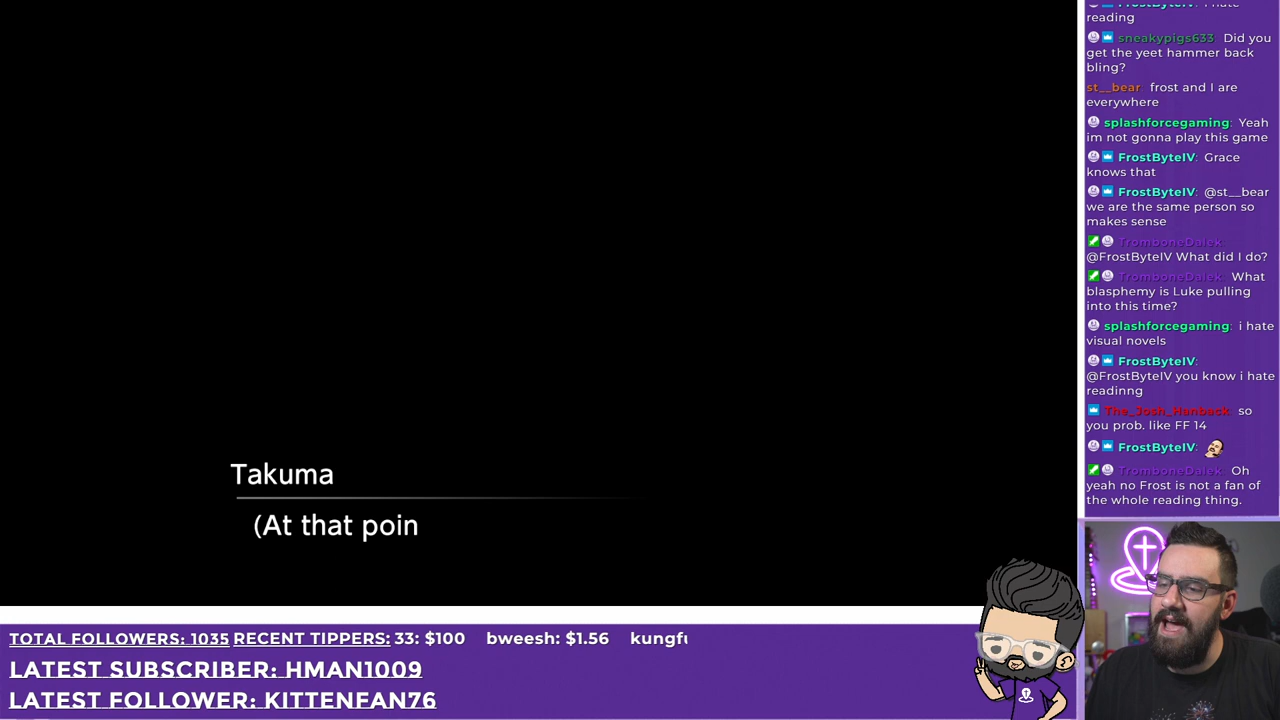 reading
sneakypigs633 Did you
get the yeet hammer back
bling?
st__bear: frost and I are
everywhere
splashforcegaming: Yeah
im not gonna play this game
FrostByteIV: Grace
knows that
FrostByteIV: @st__bear
we are the same person so
makes sense
TromboneDalek:
@FrostByteIV What did I do?
TromboneDalek: What
blasphemy is Luke pulling
into this time?
splashforcegaming: i hate
visual novels
FrostByteIV:
@FrostByteIV you know i hate
readinng
The_Josh_Hanback: so
you prob. like FF 14
FrostByteIV:
TromboneDalek: Oh
yeah no Frost is not a fan of
the whole reading thing.
Takuma
(At that poin
TOTAL FOLLOWERS: 1035 RECENT TIPPERS: 33: $100 bweesh: $1.56 kungfu
LATEST SUBSCRIBER: HMAN1009
LATEST FOLLOWER: KITTENFAN76